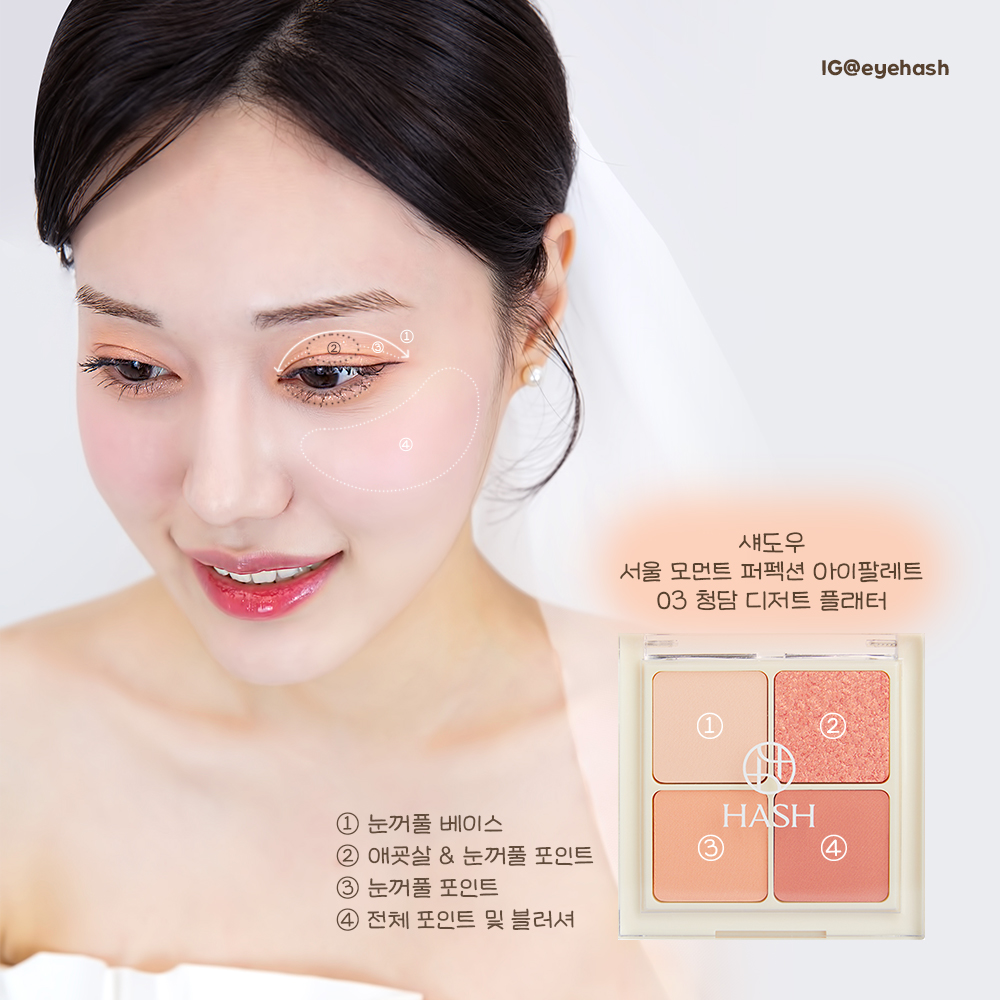 IG@eyehash
①
②
③
④
섀도우
서울 모먼트 퍼펙션 아이팔레트
03 청담 디저트 플래터
①
②
HASH
③
④
① 눈꺼풀 베이스
② 애굣살 & 눈꺼풀 포인트
③ 눈꺼풀 포인트
④ 전체 포인트 및 블러셔